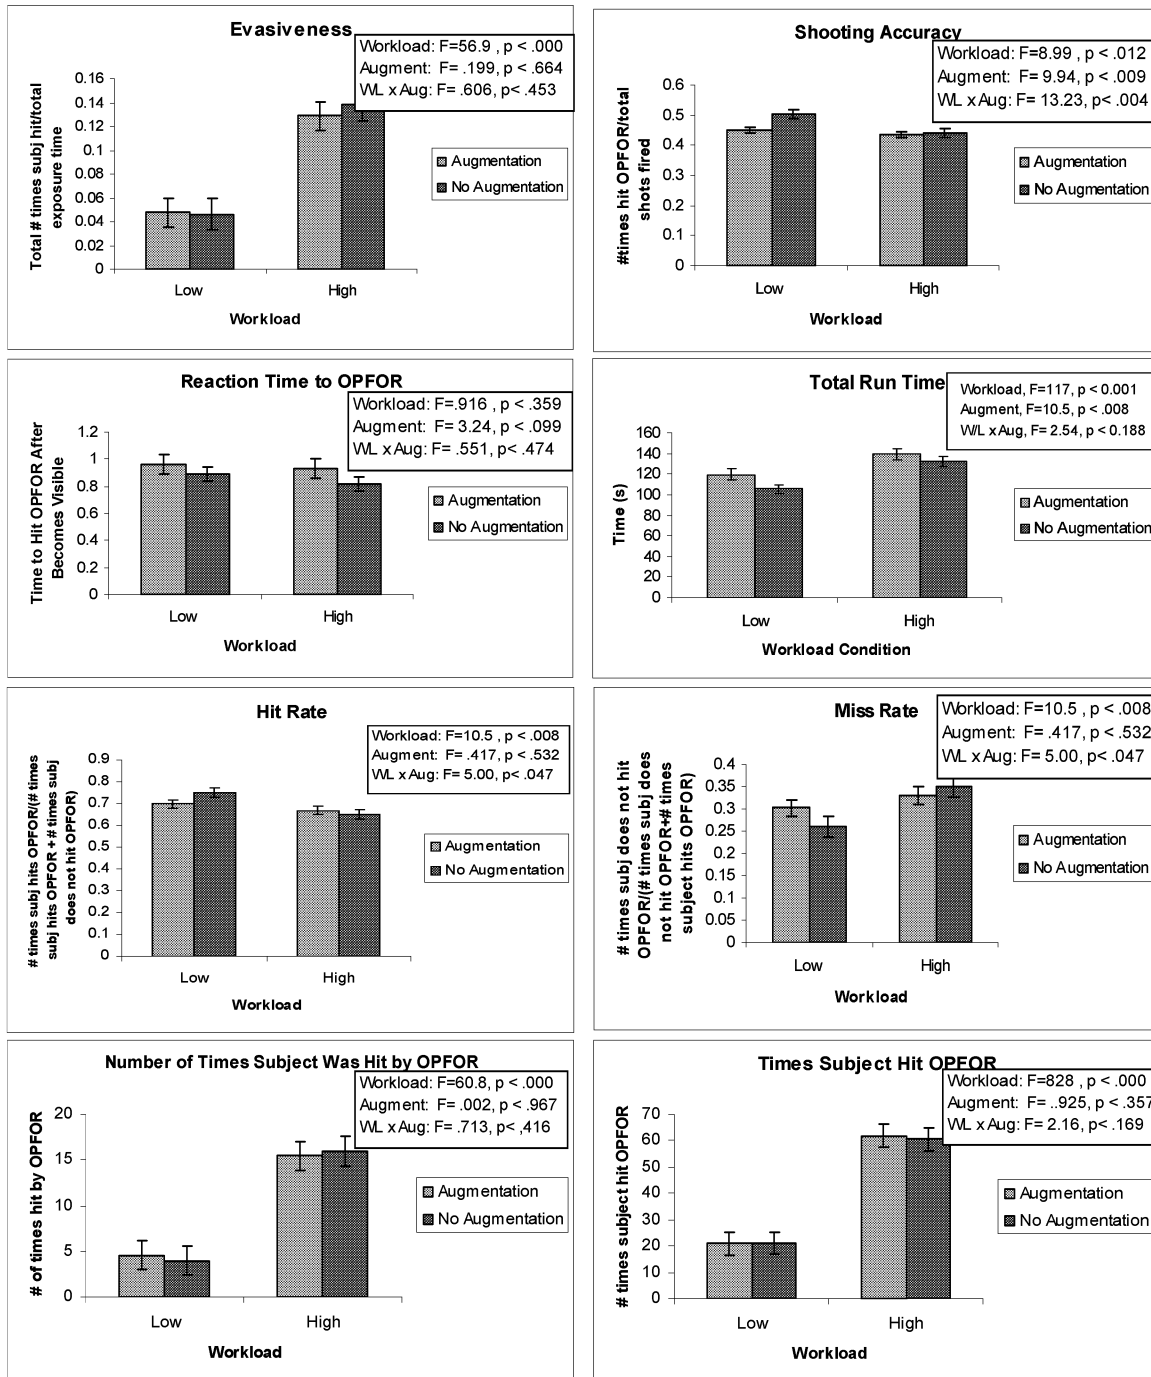 Evasiveness
Workload: F=56.9 , p < .000
Augment:  F= .199, p < .664
WL x Aug: F= .606, p< .453
Total # times subj hit/total
exposure time
0.16
0.14
0.12
0.1
0.08
0.06
0.04
0.02
0
Augmentation
No Augmentation
Low
High
Workload
Shooting Accuracy
Workload: F=8.99 , p < .012
Augment:  F= 9.94, p < .009
WL x Aug: F= 13.23, p< .004
#times hit OPFOR/total
shots fired
0.6
0.5
0.4
0.3
0.2
0.1
0
Augmentation
No Augmentation
Low
High
Workload
Reaction Time to OPFOR
Workload: F=.916 , p < .359
Augment:  F= 3.24, p < .099
WL x Aug: F= .551, p< .474
Time to Hit OPFOR After
Becomes Visible
1.2
1
0.8
0.6
0.4
0.2
0
Augmentation
No Augmentation
Low
High
Workload
Total Run Time
Workload, F=117, p < 0.001
Augment, F=10.5, p < .008
W/L x Aug, F = 2.54, p < 0.188
Time (s)
160
140
120
100
80
60
40
20
0
Augmentation
No Augmentation
Low
High
Workload Condition
Hit Rate
Workload: F=10.5 , p < .008
Augment:  F= .417, p < .532
WL x Aug: F= 5.00, p< .047
# times subj hits OPFOR/(# times
subj hits OPFOR + # times subj
does not hit OPFOR)
0.9
0.8
0.7
0.6
0.5
0.4
0.3
0.2
0.1
0
Augmentation
No Augmentation
Low
High
Workload
Miss Rate
Workload: F=10.5 , p < .008
Augment:  F= .417, p < .532
WL x Aug: F= 5.00, p< .047
# times subj does not hit
OPFOR/(# times subj does
not hit OPFOR+# times
subject hits OPFOR)
0.4
0.35
0.3
0.25
0.2
0.15
0.1
0.05
0
Augmentation
No Augmentation
Low
High
Workload
Number of Times Subject Was Hit by OPFOR
Workload: F=60.8, p < .000
Augment:  F= .002, p < .967
WL x Aug: F= .713, p< ,416
# of times hit by OPFOR
20
15
10
5
0
Augmentation
No Augmentation
Low
High
Workload
Times Subject Hit OPFOR
Workload: F=828 , p < .000
Augment:  F= ..925, p < .357
WL x Aug: F= 2.16, p< .169
# times subject hit OPFOR
70
60
50
40
30
20
10
0
Augmentation
No Augmentation
Low
High
Workload